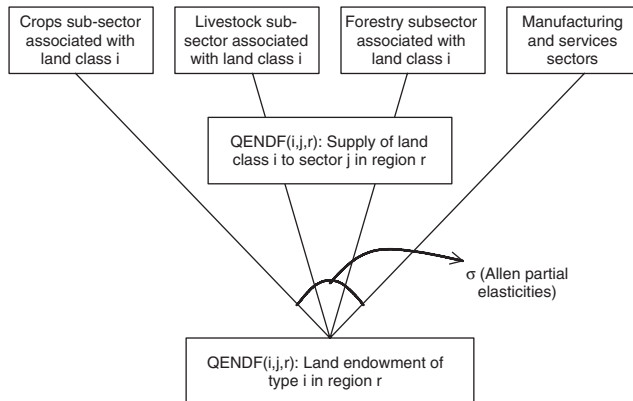 Crops sub-sector
associated with
land class i
Livestock sub-
sector associated
with land class i
Forestry subsector
associated with
land class i
Manufacturing
and services
sectors
QENDF(i,j,r): Supply of land
class i to sector j in region r
σ (Allen partial
elasticities)
QENDF(i,j,r): Land endowment of
type i in region r